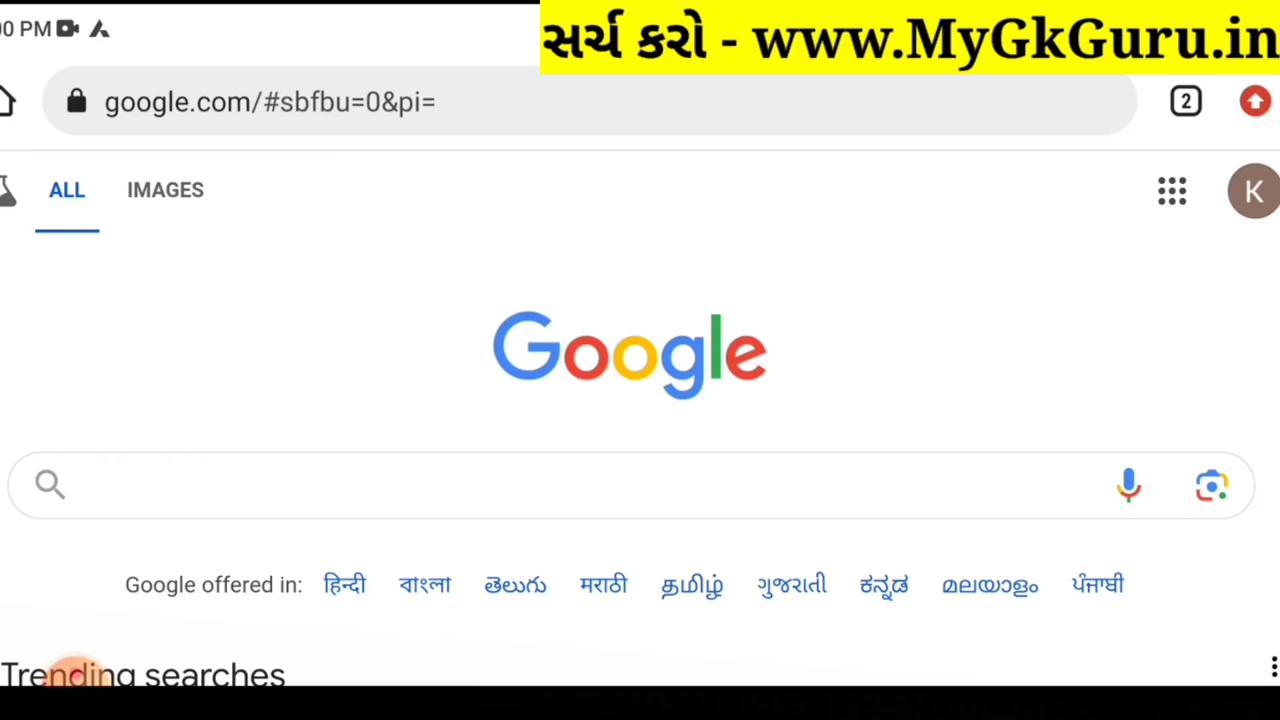 :00 PM
સર્ચ કરો - www.MyGkGuru.in
google.com/#sbfbu=0&pi=
2
ALL IMAGES
K
Google
Google offered in: हिन्दी বাংলা తెలుగు मराठी தமிழ் ગુજરાતી ಕನ್ನಡ മലയാളം ਪੰਜਾਬੀ
Trending searches